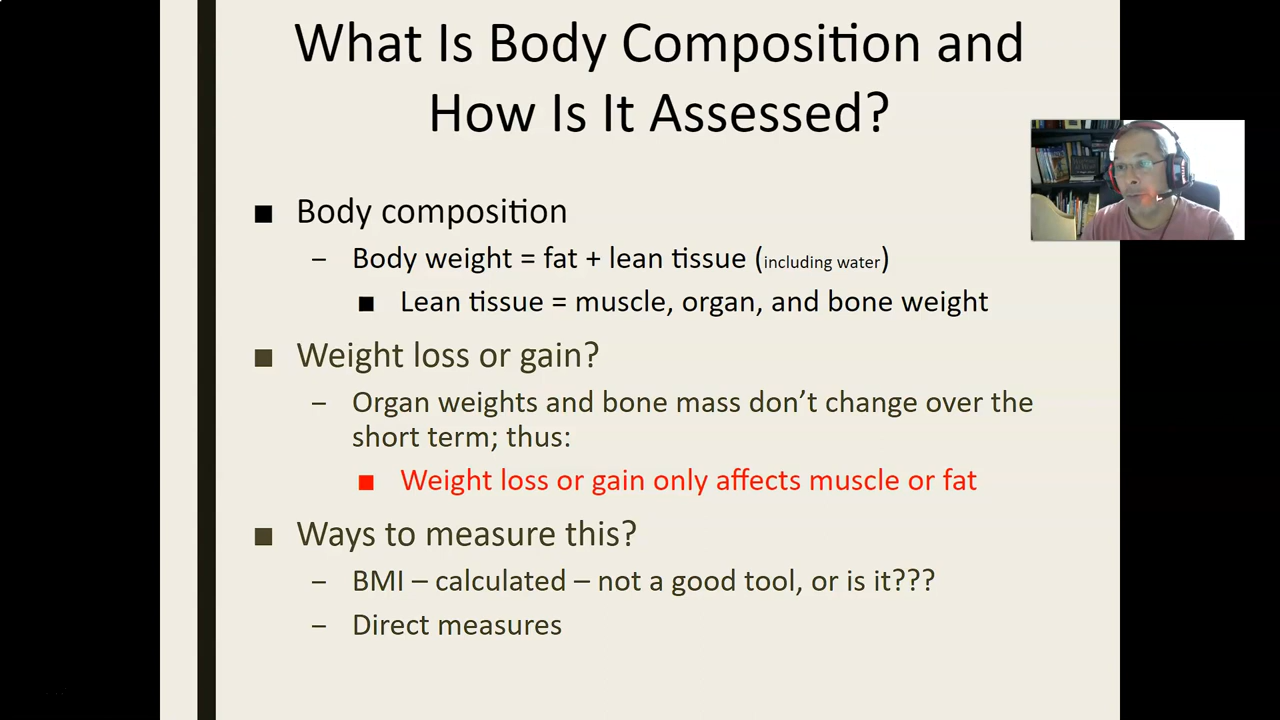 What Is Body Composition and
How Is It Assessed?
■ Body composition
– Body weight = fat + lean tissue (including water)
■ Lean tissue = muscle, organ, and bone weight
■ Weight loss or gain?
– Organ weights and bone mass don’t change over the
short term; thus:
■ Weight loss or gain only affects muscle or fat
■ Ways to measure this?
– BMI – calculated – not a good tool, or is it???
– Direct measures